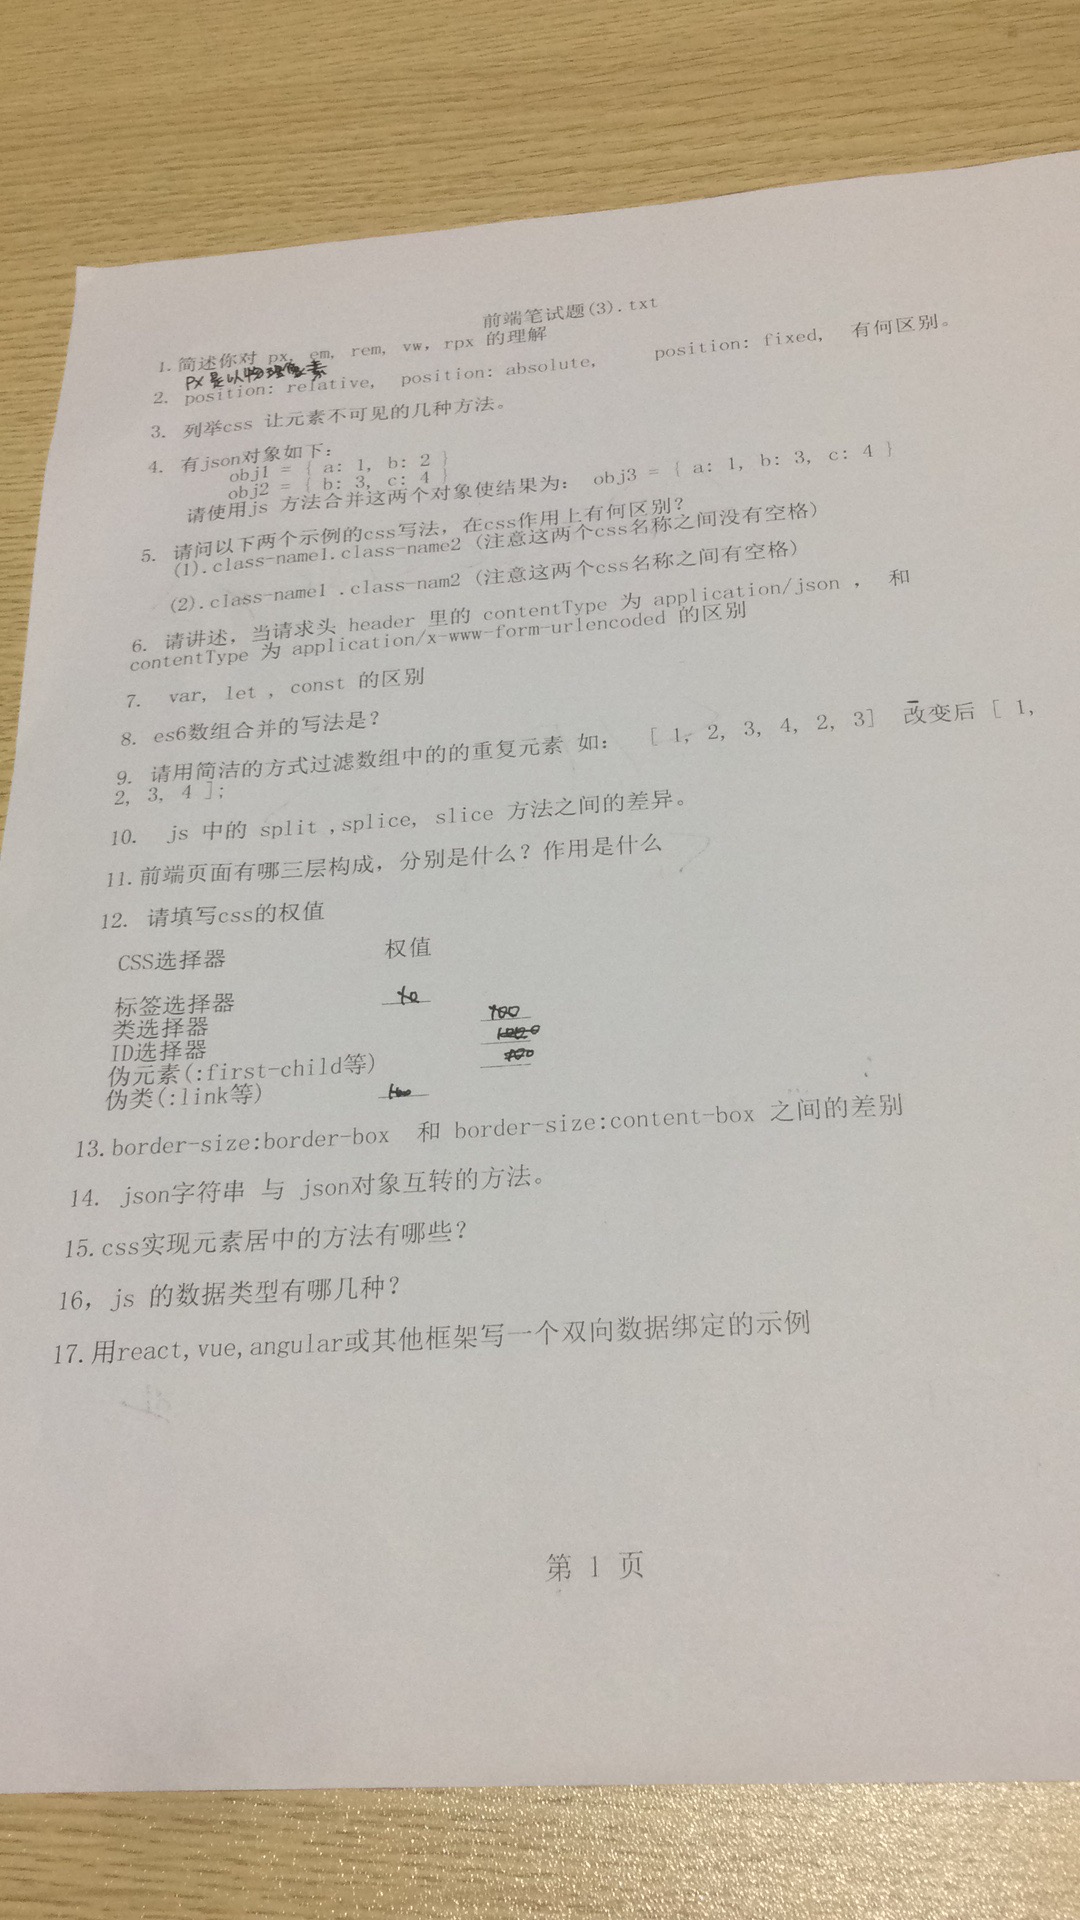 前端笔试题(3).txt
1.简述你对 px, em, rem, vw, rpx 的理解
px是以物理像素
2. position: relative, position: absolute, position: fixed, 有何区别。
3. 列举css 让元素不可见的几种方法。
4. 有json对象如下:
obj1 = { a: 1, b: 2 }
obj2 = { b: 3, c: 4 }
请使用js 方法合并这两个对象使结果为: obj3 = { a: 1, b: 3, c: 4 }
5. 请问以下两个示例的css写法, 在css作用上有何区别?
(1).class-name1.class-name2 (注意这两个css名称之间没有空格)
(2).class-name1 .class-nam2 (注意这两个css名称之间有空格)
6. 请讲述, 当请求头 header 里的 contentType 为 application/json , 和
contentType 为 application/x-www-form-urlencoded 的区别
7. var, let , const 的区别
8. es6数组合并的写法是?
9. 请用简洁的方式过滤数组中的的重复元素 如: [ 1, 2, 3, 4, 2, 3] 改变后 [ 1,
2, 3, 4 ];
10. js 中的 split ,splice, slice 方法之间的差异。
11.前端页面有哪三层构成, 分别是什么? 作用是什么
12. 请填写css的权值
CSS选择器 权值
标签选择器
类选择器 100
ID选择器
伪元素(:first-child等)
伪类(:link等)
13.border-size:border-box 和 border-size:content-box 之间的差别
14. json字符串 与 json对象互转的方法。
15.css实现元素居中的方法有哪些?
16, js 的数据类型有哪几种?
17.用react,vue,angular或其他框架写一个双向数据绑定的示例
第 1 页